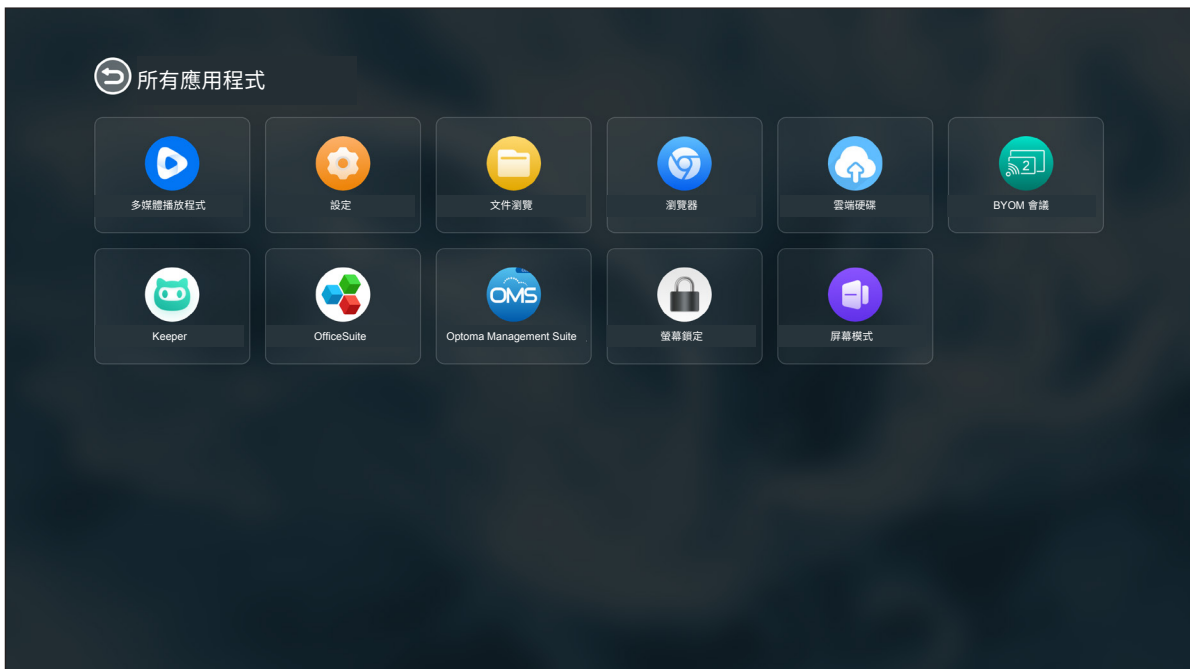 所有應用程式
多媒體播放程式
設定
文件瀏覽
瀏覽器
雲端硬碟
2
BYOM 會議
Keeper
OfficeSuite
OMS
Optoma Management Suite
螢幕鎖定
屏幕模式